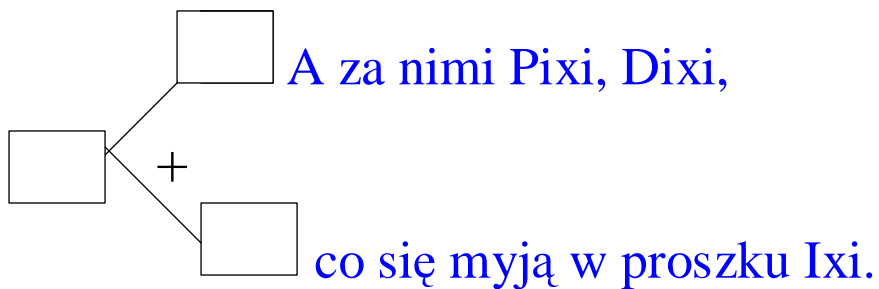 A za nimi Pixi, Dixi,
+
co się myją w proszku Ixi.